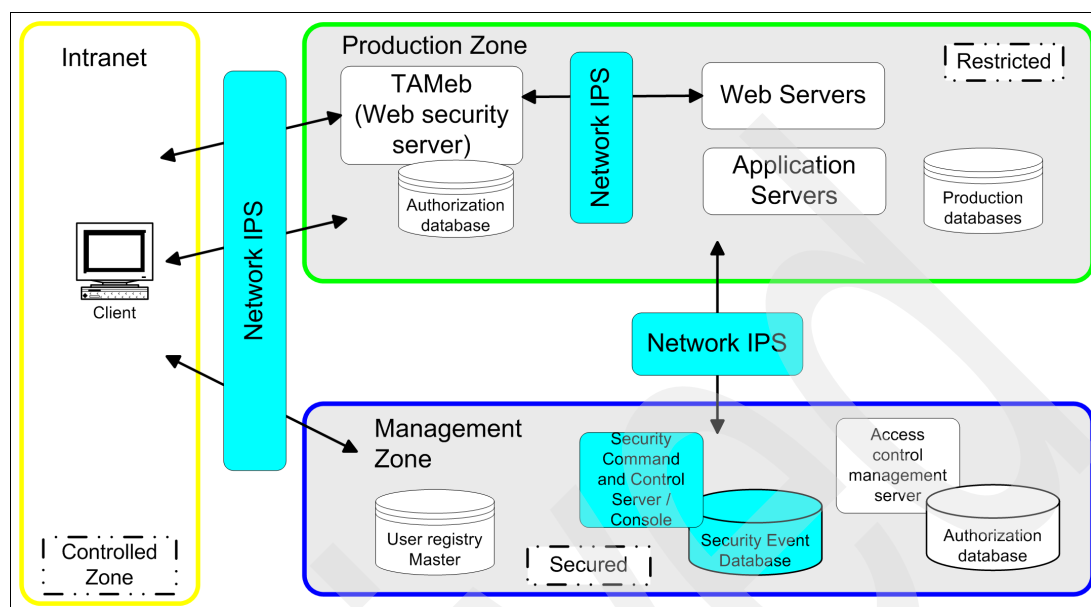 Intranet
Client
Controlled
Zone
Network IPS
Production Zone
Restricted
TAMeb
(Web security
server)
Authorization
database
Network IPS
Web Servers
Application
Servers
Production
databases
Network IPS
Management
Zone
User registry
Master
Security
Command
and Control
Server /
Console
Secured
Security Event
Database
Access
control
management
server
Authorization
database